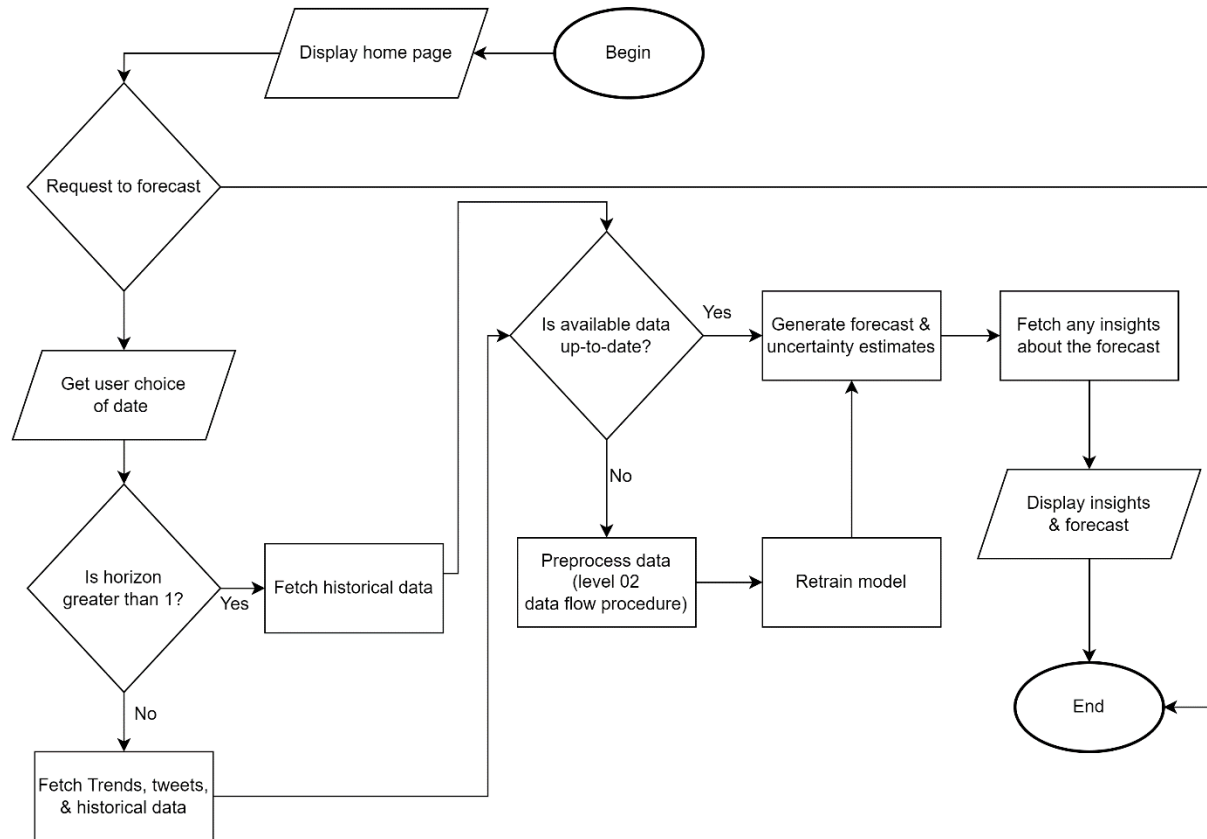 Begin
Display home page
Request to forecast
Get user choice
of date
Is horizon
greater than 1?
Yes
Fetch historical data
No
Fetch Trends, tweets,
& historical data
Is available data
up-to-date?
Yes
Generate forecast &
uncertainty estimates
Fetch any insights
about the forecast
No
Preprocess data
(level 02
data flow procedure)
Retrain model
Display insights
& forecast
End